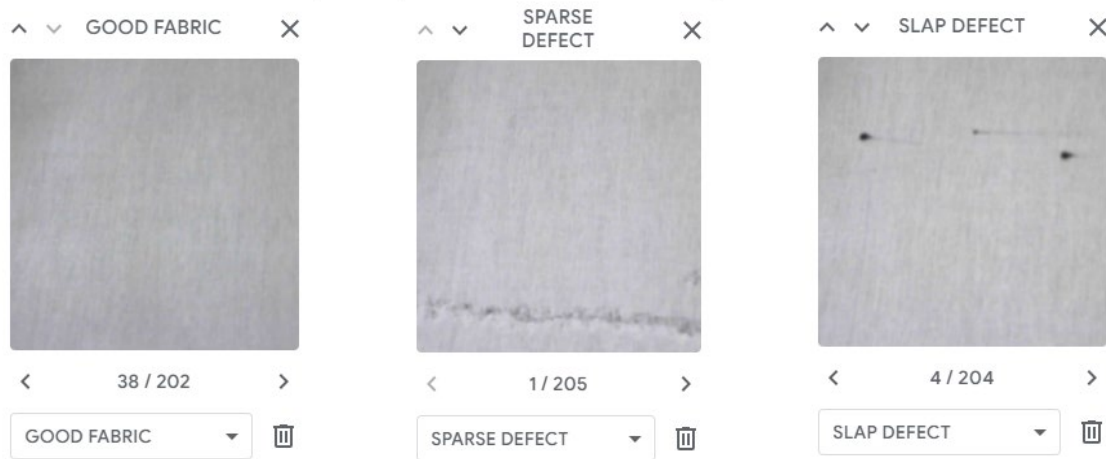 GOOD FABRIC
38 / 202
GOOD FABRIC
SPARSE
DEFECT
1 / 205
SPARSE DEFECT
SLAP DEFECT
4 / 204
SLAP DEFECT